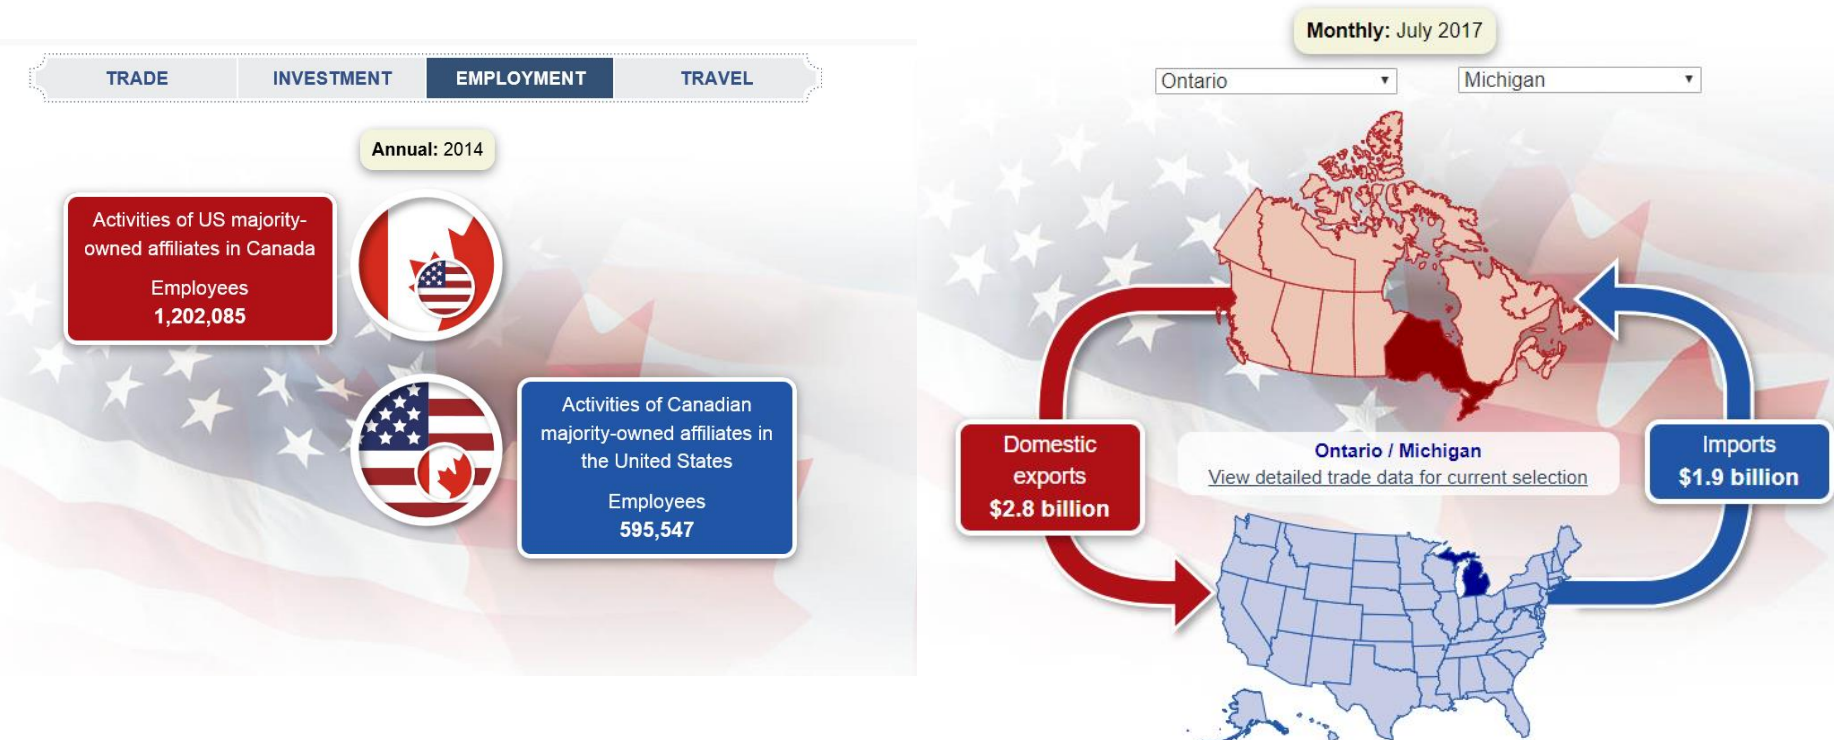 TRADE INVESTMENT EMPLOYMENT TRAVEL
Annual: 2014
Activities of US majority-
owned affiliates in Canada
Employees
1,202,085
Activities of Canadian
majority-owned affiliates in
the United States
Employees
595,547
Monthly: July 2017
Ontario Michigan
Domestic
exports
$2.8 billion
Ontario / Michigan
View detailed trade data for current selection
Imports
$1.9 billion